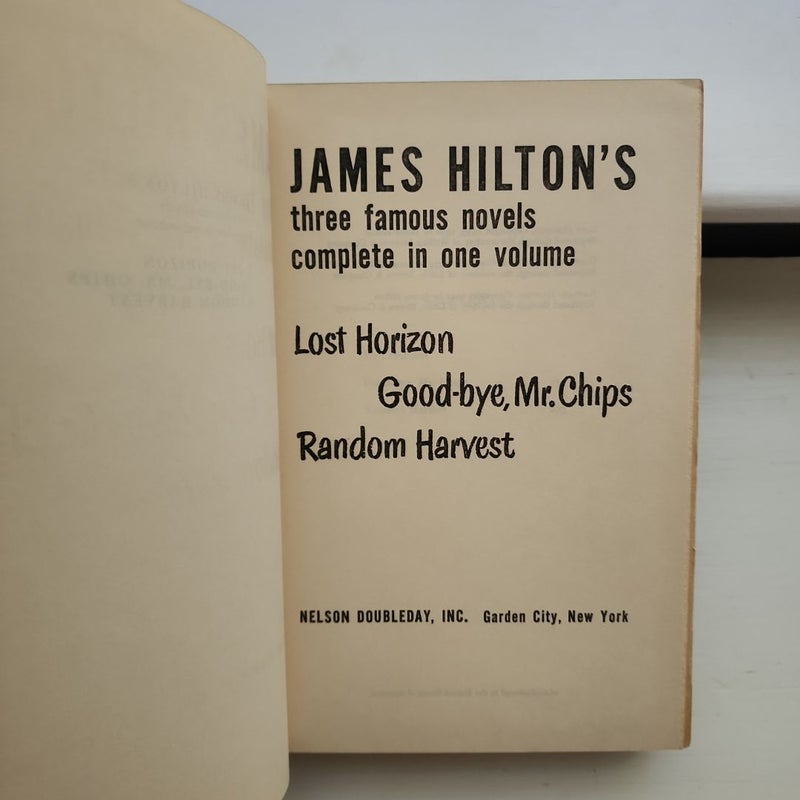 JAMES HILTON'S
three famous novels
complete in one volume
Lost Horizon
Good-bye, Mr. Chips
Random Harvest
NELSON DOUBLEDAY, INC. Garden City, New York